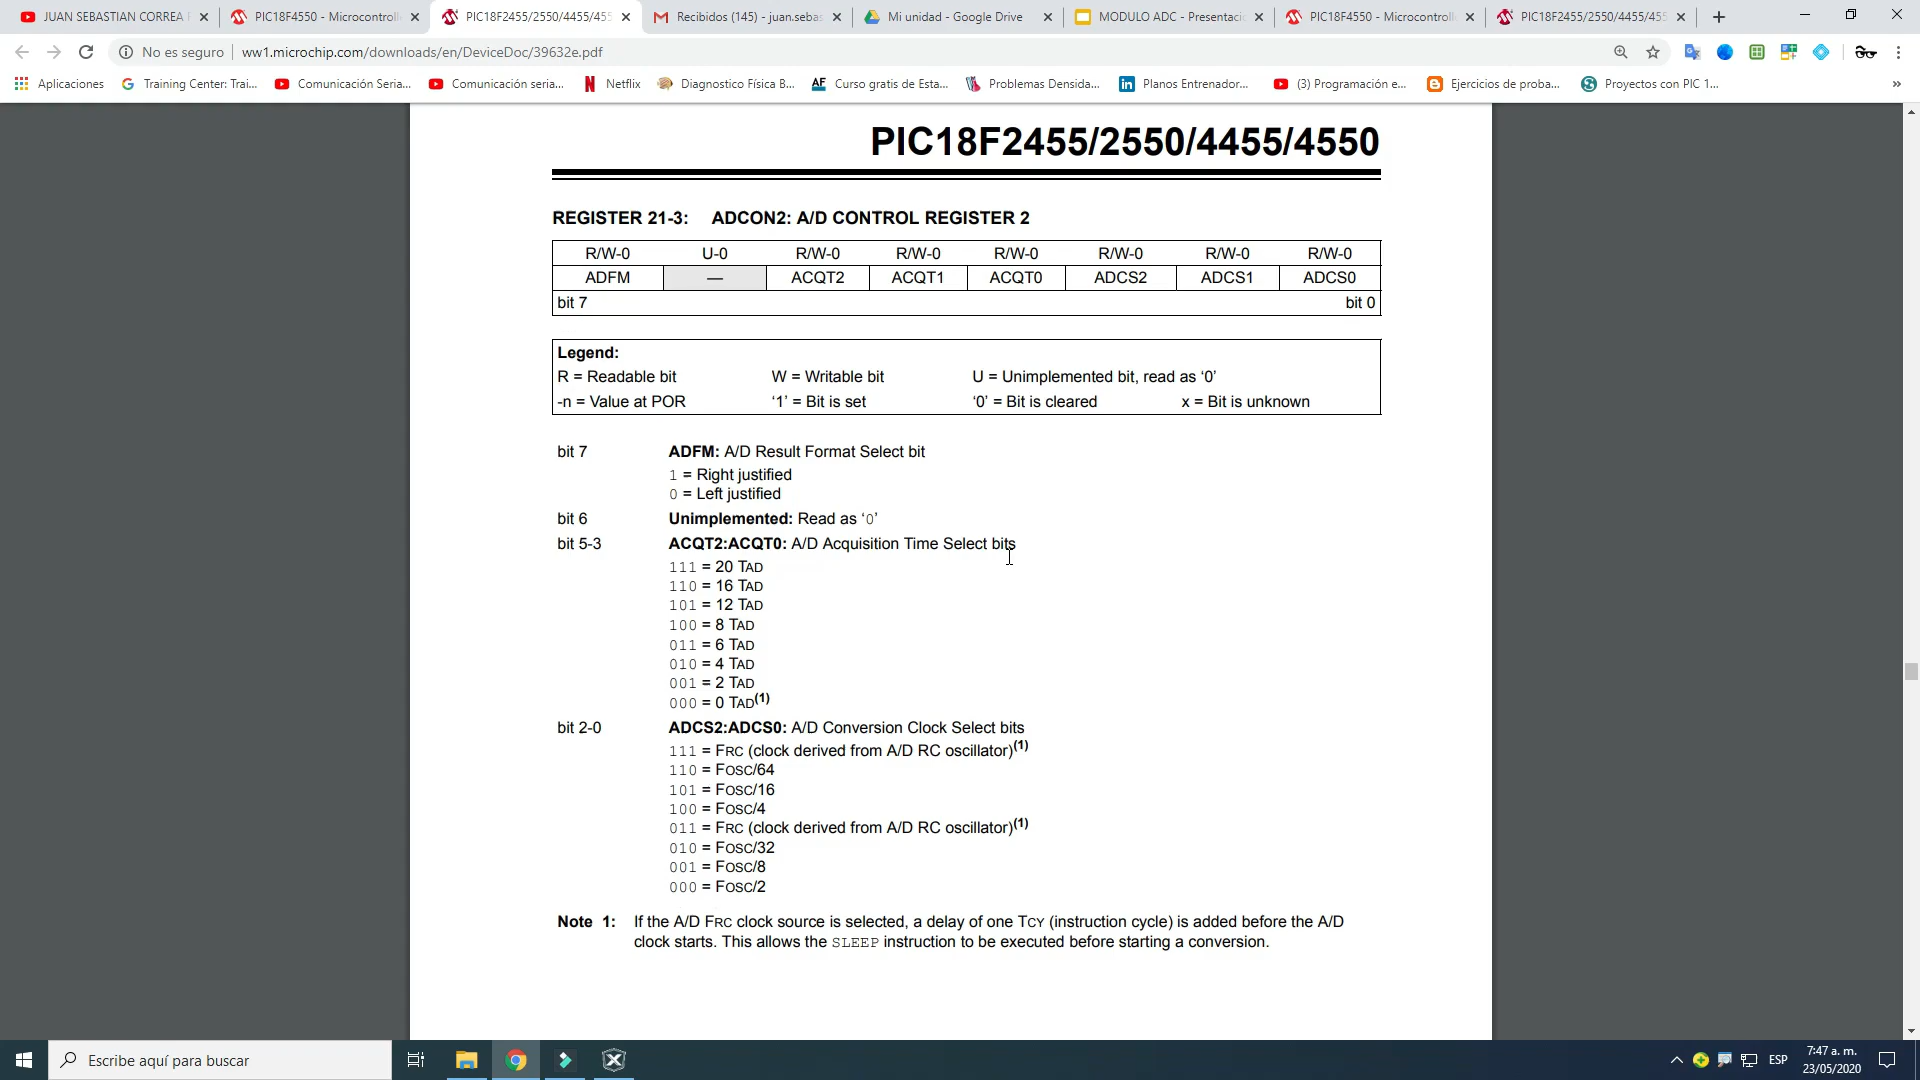 JUAN SEBASTIAN CORREA
PIC18F4550 - Microcontroll
PIC18F2455/2550/4455/455
Recibidos (145) - juan.sebas
Mi unidad - Google Drive
MODULO ADC - Presentaci
PIC18F4550 - Microcontroll
PIC18F2455/2550/4455/455
No es seguro
ww1.microchip.com/downloads/en/DeviceDoc/39632e.pdf
Aplicaciones
Training Center: Trai...
Comunicación Seria...
Comunicación seria...
Netflix
Diagnostico Física B...
AF Curso gratis de Esta...
Problemas Densida...
Planos Entrenador...
(3) Programación e...
Ejercicios de proba...
Proyectos con PIC 1...
PIC18F2455/2550/4455/4550
REGISTER 21-3: ADCON2: A/D CONTROL REGISTER 2
R/W-0 U-0 R/W-0 R/W-0 R/W-0 R/W-0 R/W-0 R/W-0
ADFM — ACQT2 ACQT1 ACQT0 ADCS2 ADCS1 ADCS0
bit 7 bit 0
Legend:
R = Readable bit W = Writable bit U = Unimplemented bit, read as ‘0’
-n = Value at POR ‘1’ = Bit is set ‘0’ = Bit is cleared x = Bit is unknown
bit 7 ADFM: A/D Result Format Select bit
1 = Right justified
0 = Left justified
bit 6 Unimplemented: Read as ‘0’
bit 5-3 ACQT2:ACQT0: A/D Acquisition Time Select bits
111 = 20 TAD
110 = 16 TAD
101 = 12 TAD
100 = 8 TAD
011 = 6 TAD
010 = 4 TAD
001 = 2 TAD
000 = 0 TAD(1)
bit 2-0 ADCS2:ADCS0: A/D Conversion Clock Select bits
111 = FRC (clock derived from A/D RC oscillator)(1)
110 = FOSC/64
101 = FOSC/16
100 = FOSC/4
011 = FRC (clock derived from A/D RC oscillator)(1)
010 = FOSC/32
001 = FOSC/8
000 = FOSC/2
Note 1: If the A/D FRC clock source is selected, a delay of one TCY (instruction cycle) is added before the A/D
clock starts. This allows the SLEEP instruction to be executed before starting a conversion.
Escribe aquí para buscar
ESP
7:47 a. m.
23/05/2020